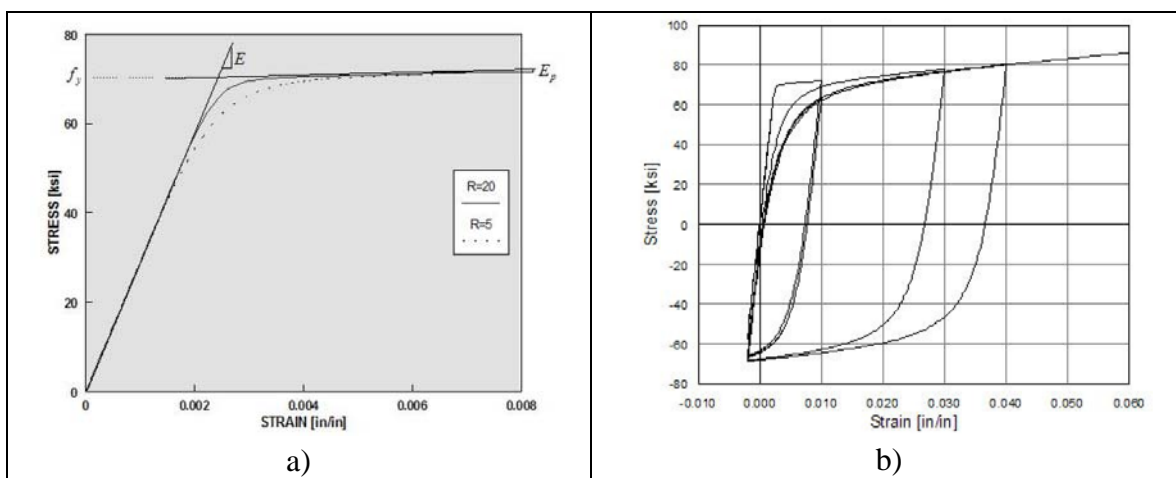 80
60
40
20
0
f_y
E
E_p
R=20
R=5
STRESS [ksi]
0
0.002
0.004
0.006
0.008
STRAIN [in/in]
a)
100
80
60
40
20
0
-20
-40
-60
-80
Stress [ksi]
-0.010
0.000
0.010
0.020
0.030
0.040
0.050
0.060
Strain [in/in]
b)